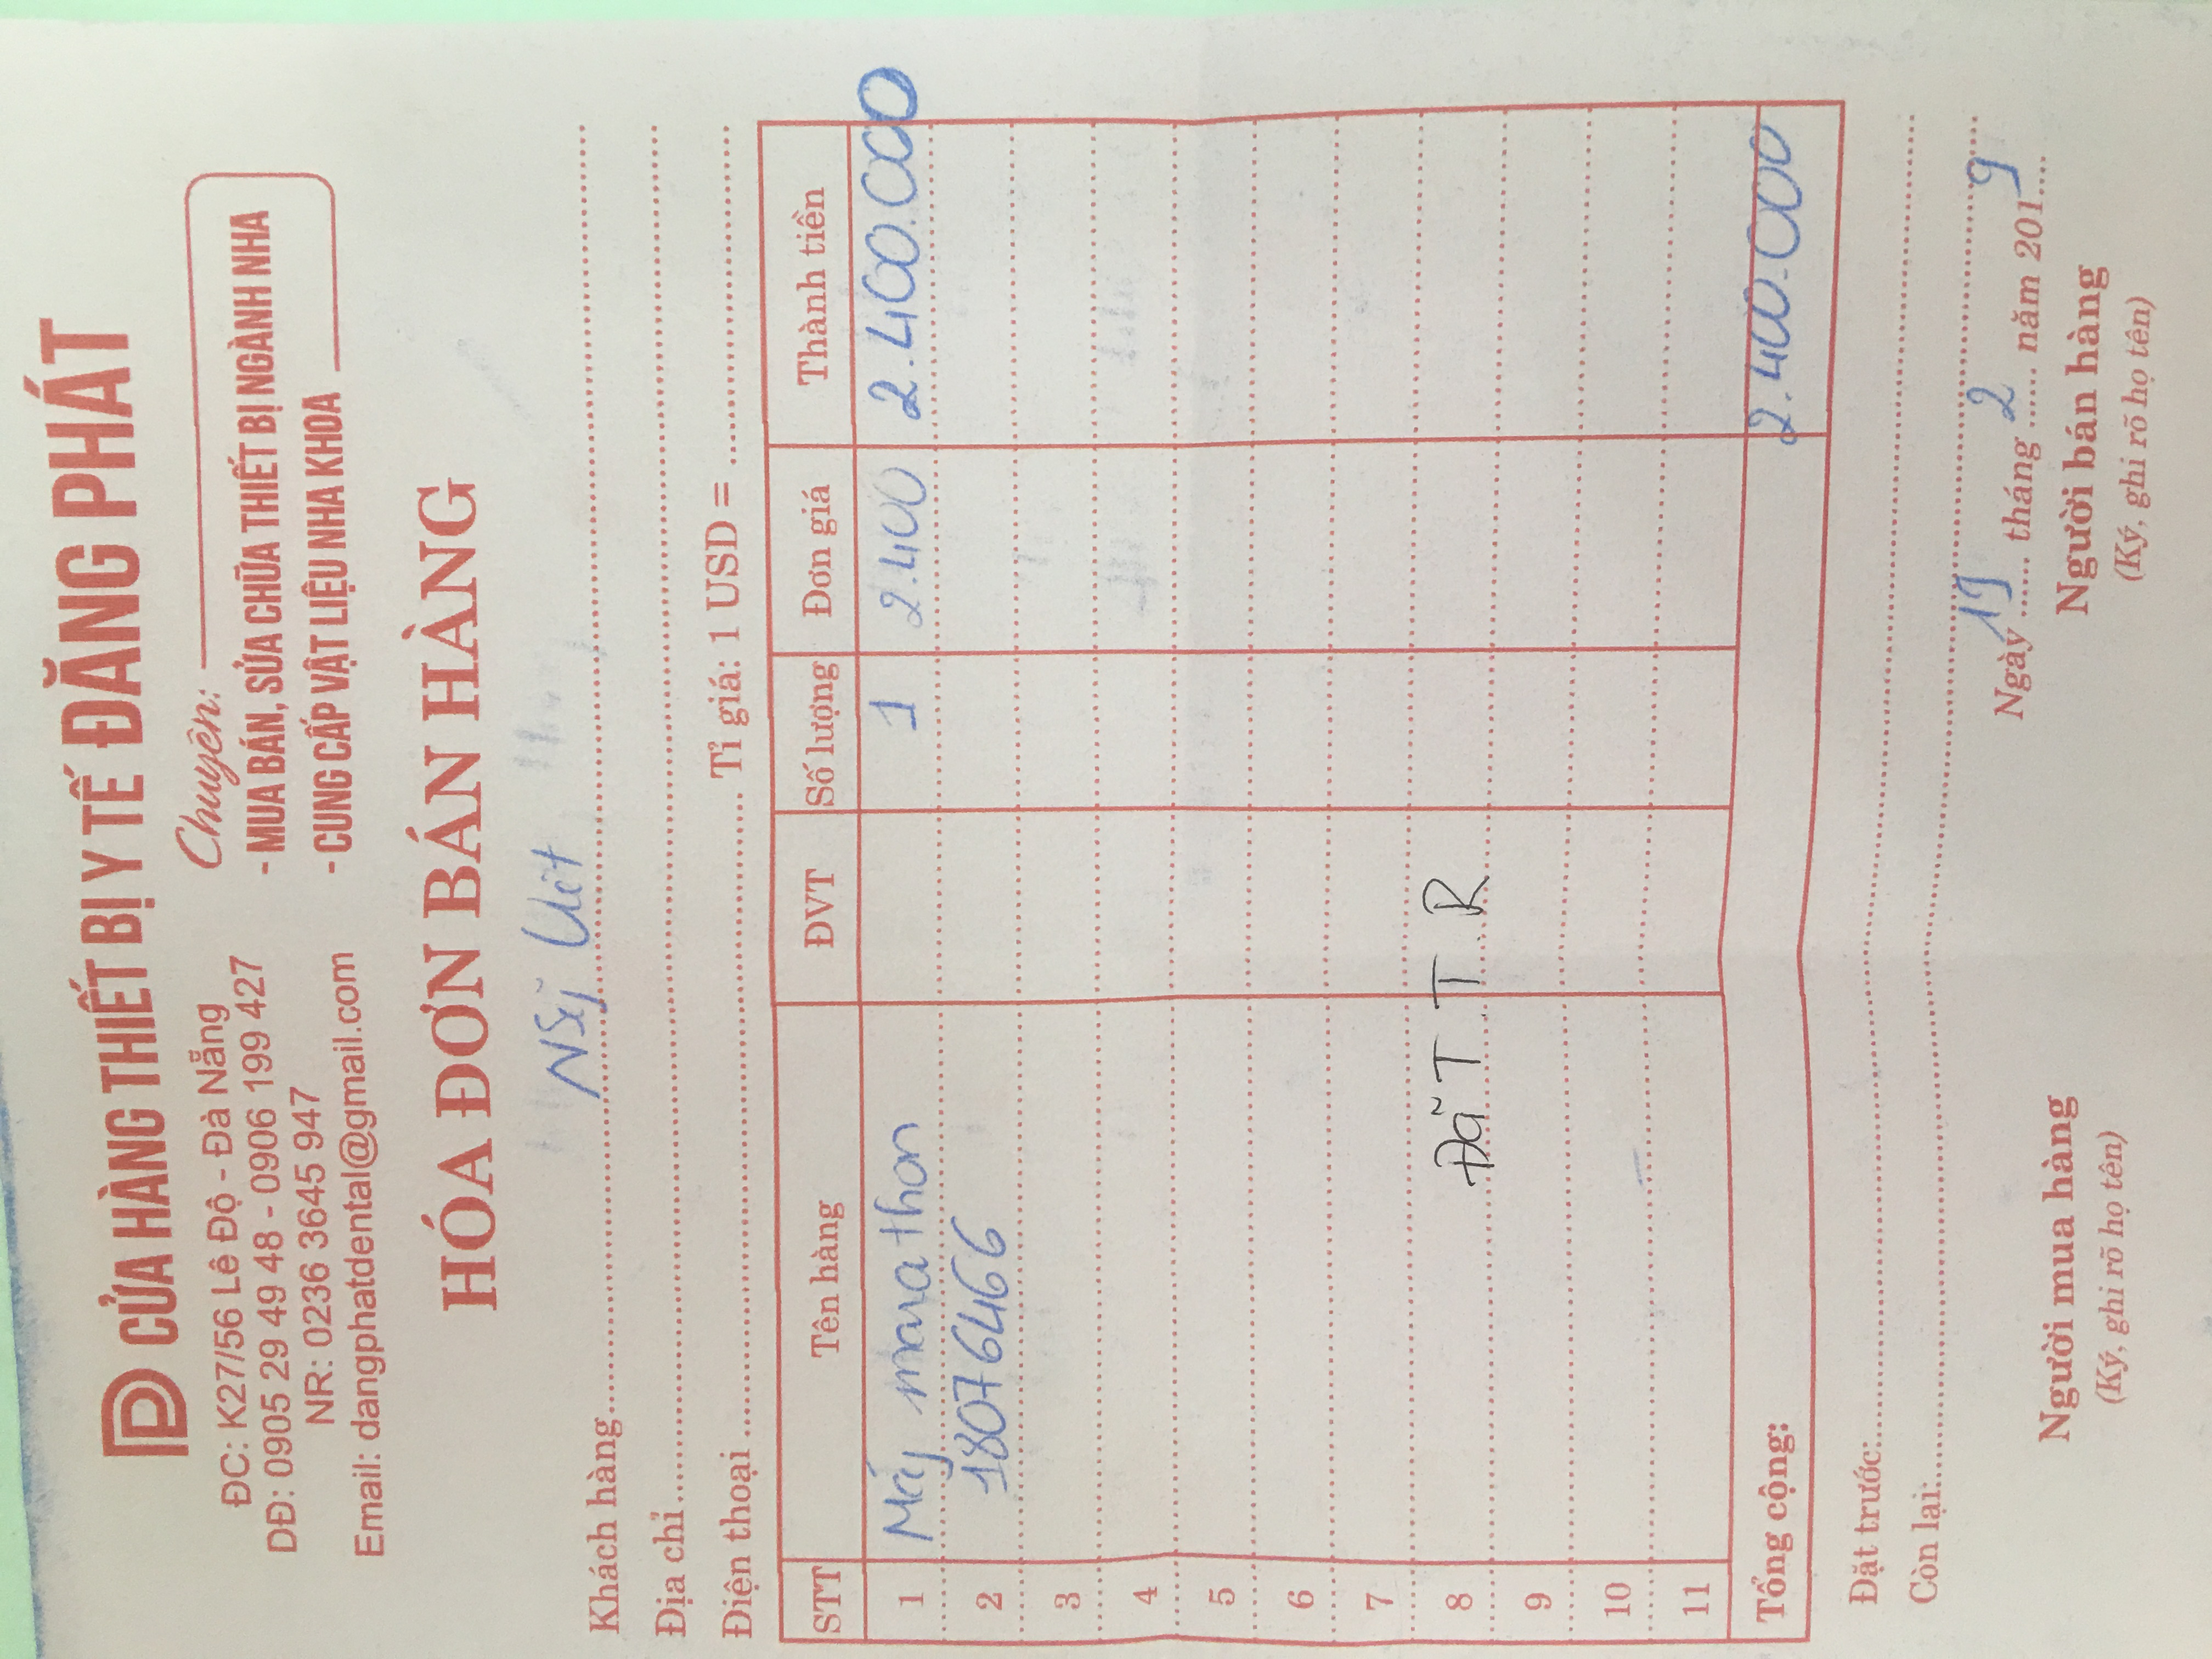 CỬA HÀNG THIẾT BỊ Y TẾ ĐĂNG PHÁT
ĐC: K27/56 Lê Độ - Đà Nẵng
DĐ: 0905 29 49 48 - 0906 199 427
NR: 0236 3645 947
Email: dangphatdental@gmail.com
Chuyên:
- MUA BÁN, SỬA CHỮA THIẾT BỊ NGÀNH NHA
- CUNG CẤP VẬT LIỆU NHA KHOA
HÓA ĐƠN BÁN HÀNG
Khách hàng
Địa chỉ
Điện thoại Tỉ giá: 1 USD =
STT Tên hàng ĐVT Số lượng Đơn giá Thành tiền
1 Máy marathon 1 2.400 2.400.000
2 18076466
3
4
5
6
7
8 Đã T.T.R
9
10
11
Tổng cộng: 2.400.000
Đặt trước:
Còn lại:
Ngày 19 tháng 2 năm 2019
Người mua hàng Người bán hàng
(Ký, ghi rõ họ tên) (Ký, ghi rõ họ tên)